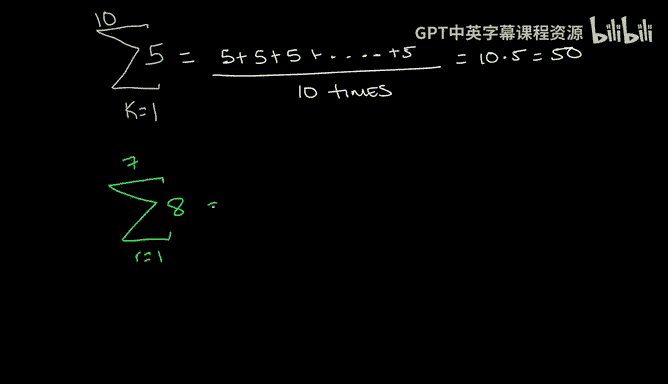 GPT中英字幕课程资源 bilibili
10
∑ 5 = 5+5+5+.....+5 / 10 TIMES = 10·5=50
K=1
7
∑ 8 =
r=1